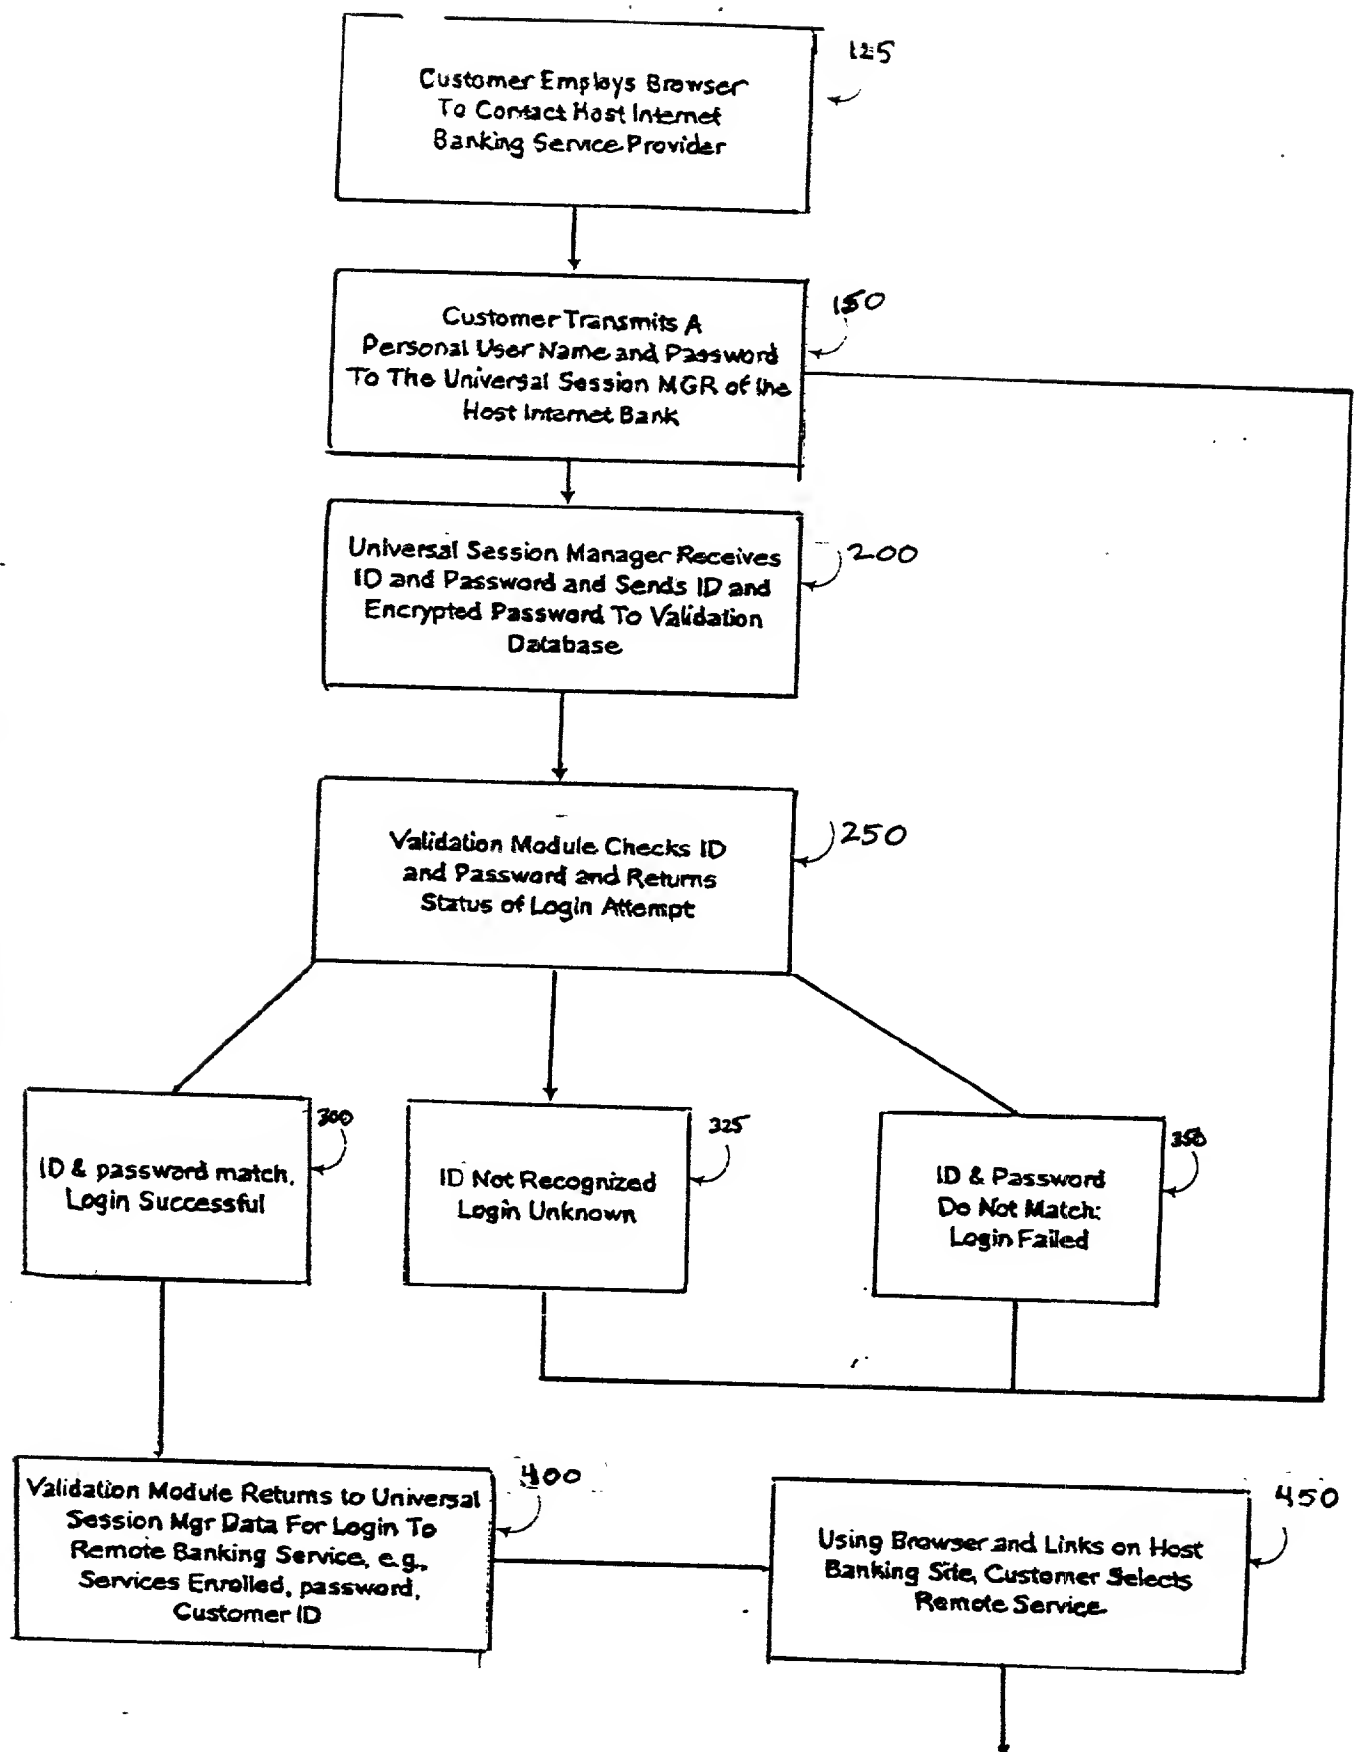 125
Customer Employs Browser
To Contact Host Internet
Banking Service Provider
150
Customer Transmits A
Personal User Name and Password
To The Universal Session MGR of the
Host Internet Bank
200
Universal Session Manager Receives
ID and Password and Sends ID and
Encrypted Password To Validation
Database
250
Validation Module Checks ID
and Password and Returns
Status of Login Attempt
300
ID & password match.
Login Successful
325
ID Not Recognized
Login Unknown
350
ID & Password
Do Not Match:
Login Failed
400
Validation Module Returns to Universal
Session Mgr Data For Login To
Remote Banking Service, e.g.,
Services Enrolled, password,
Customer ID
450
Using Browser and Links on Host
Banking Site, Customer Selects
Remote Service